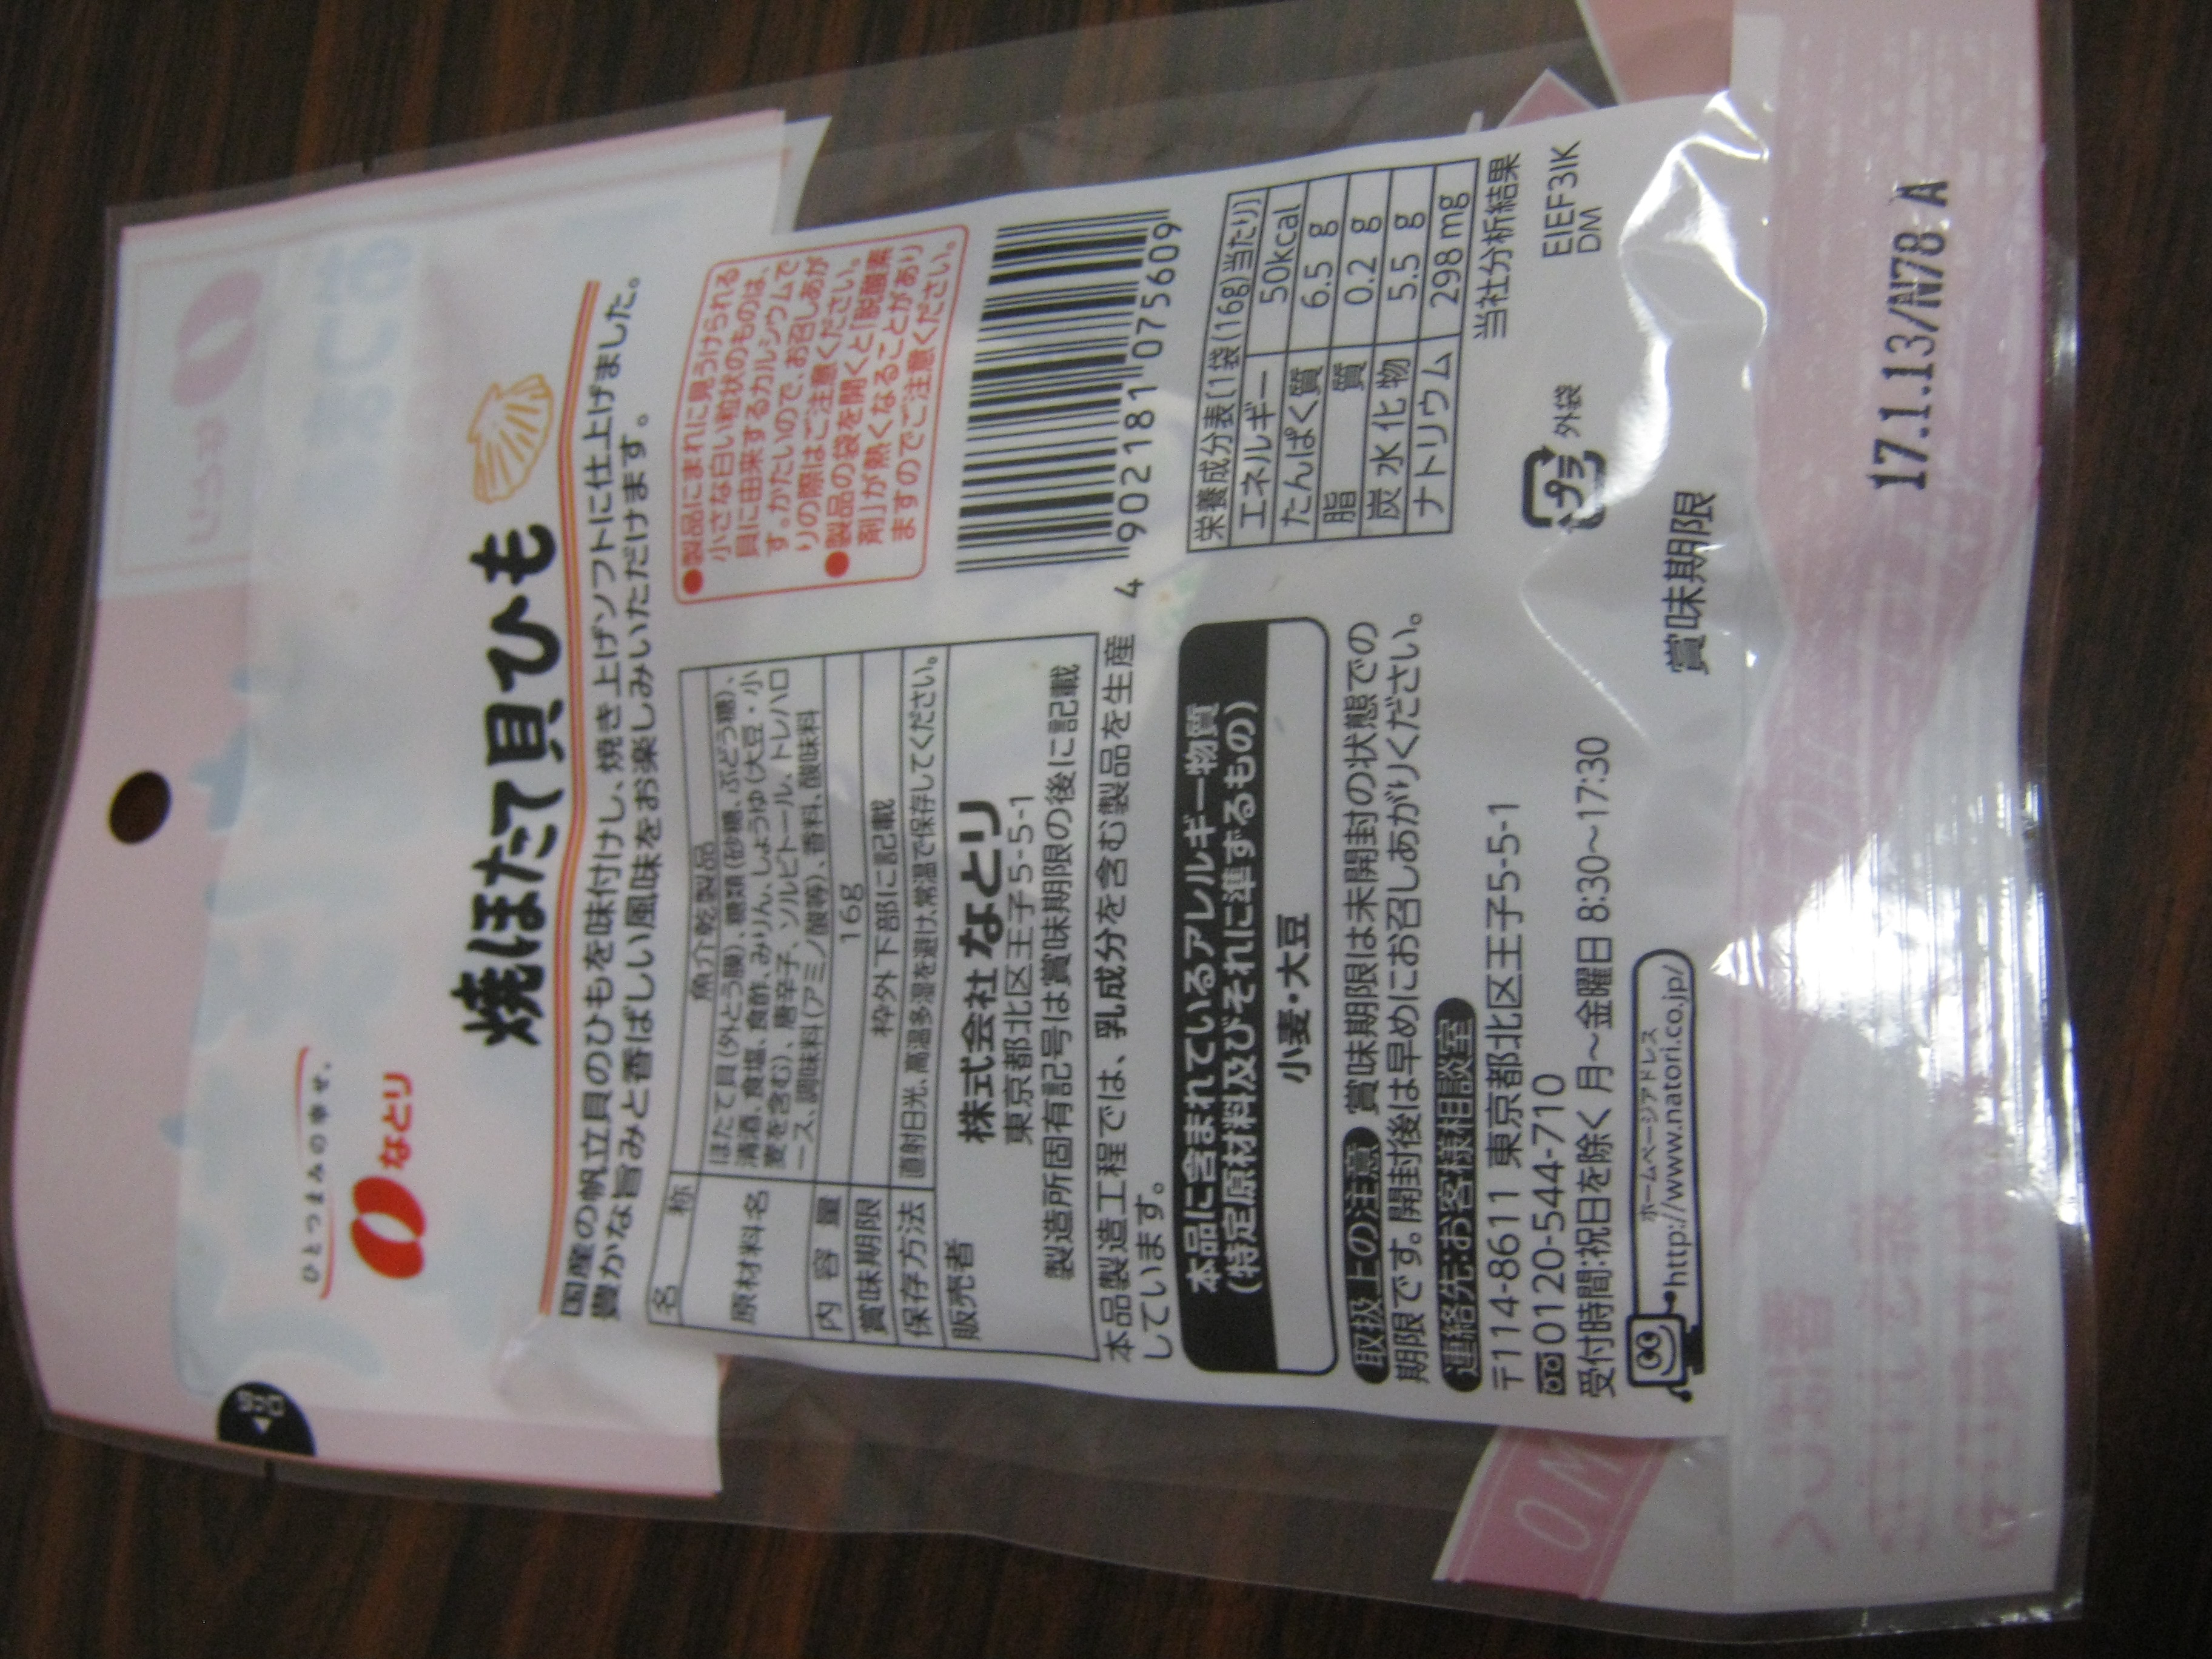 ひとつまみの幸せ。
なとり
焼ほたて貝ひも
国産の帆立貝のひもを味付けし、焼き上げソフトに仕上げました。
豊かな旨みと香ばしい風味をお楽しみいただけます。
名称 魚介乾製品
原材料名 ほたて貝(外とう膜)、糖類(砂糖、ぶどう糖)、
清酒、食塩、食酢、みりん、しょうゆ(大豆・小
麦を含む)、唐辛子、ソルビトール、トレハロ
ース、調味料(アミノ酸等)、香料、酸味料
内容量 16g
賞味期限 枠外下部に記載
保存方法 直射日光、高温多湿を避け、常温で保存してください。
販売者 株式会社なとり
東京都北区王子5-5-1
製造所固有記号は賞味期限の後に記載
本品製造工程では、乳成分を含む製品を生産
しています。
本品に含まれているアレルギー物質
(特定原材料及びそれに準ずるもの)
小麦・大豆
取扱上の注意 賞味期限は未開封の状態での
期限です。開封後は早めにお召しあがりください。
連絡先:お客様相談室
〒114-8611 東京都北区王子5-5-1
0120-544-710
受付時間:祝日を除く月～金曜日 8:30～17:30
ホームページアドレス
http://www.natori.co.jp/
●製品にまれに見うけられる
小さな白い粒状のものは、
貝に由来するカルシウムで
す。かたいので、お召しあが
りの際はご注意ください。
●製品の袋を開くと「脱酸素
剤」が熱くなることがあり
ますのでご注意ください。
4 902181 075609
栄養成分表[1袋(16g)当たり]
エネルギー 50kcal
たんぱく質 6.5 g
脂質 0.2 g
炭水化物 5.5 g
ナトリウム 298mg
当社分析結果
プラ 外袋
EIEF3IK
DM
賞味期限
17.1.13/N78 A